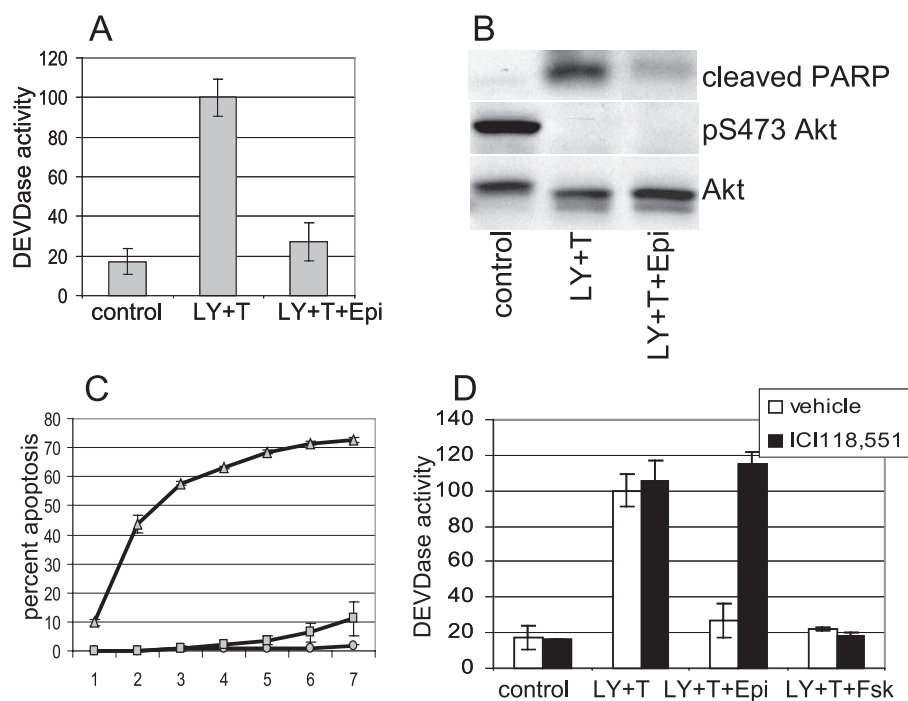 A
DEVDase activity
120
100
80
60
40
20
0
control LY+T LY+T+Epi
B
cleaved PARP
pS473 Akt
Akt
control
LY+T
LY+T+Epi
C
percent apoptosis
80
70
60
50
40
30
20
10
0
1 2 3 4 5 6 7
D
vehicle
ICI118,551
DEVDase activity
140
120
100
80
60
40
20
0
control LY+T LY+T+Epi LY+T+Fsk